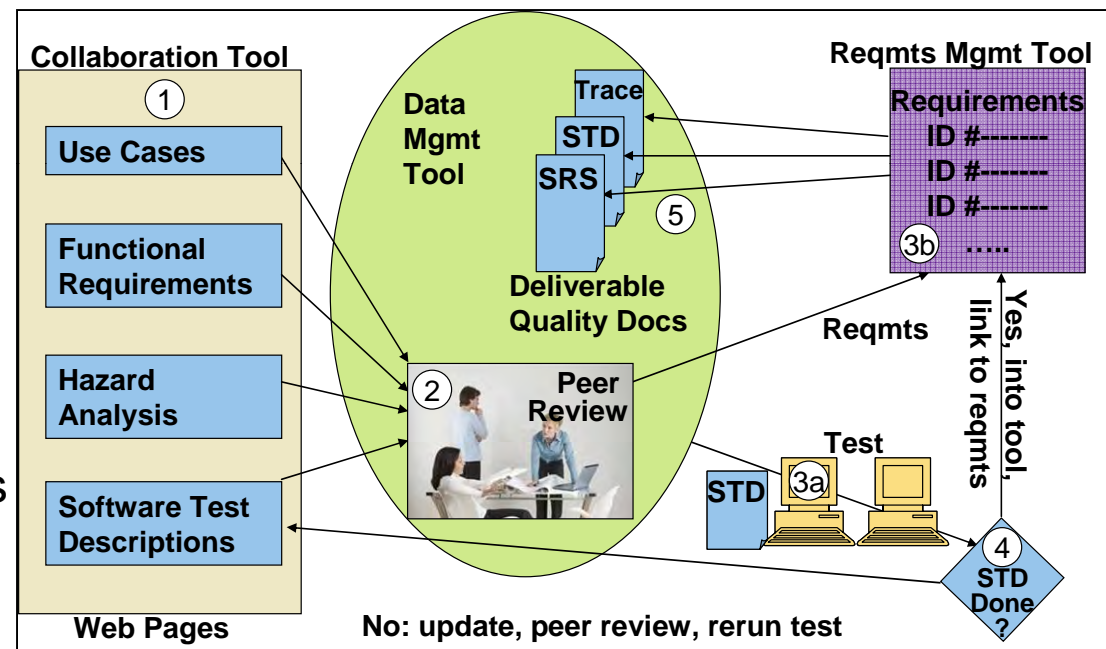 Collaboration Tool
1
Use Cases
Functional
Requirements
Hazard
Analysis
S
Software Test
Descriptions
Web Pages
Data
Mgmt
Tool
Trace
STD
SRS
5
Deliverable
Quality Docs
2
Peer
Review
Reqmts Mgmt Tool
Requirements
ID #-------
ID #-------
ID #-------
3b
.....
Reqmts
Yes, into tool,
link to reqmts
Test
STD
3a
4
STD
Done
?
No: update, peer review, rerun test